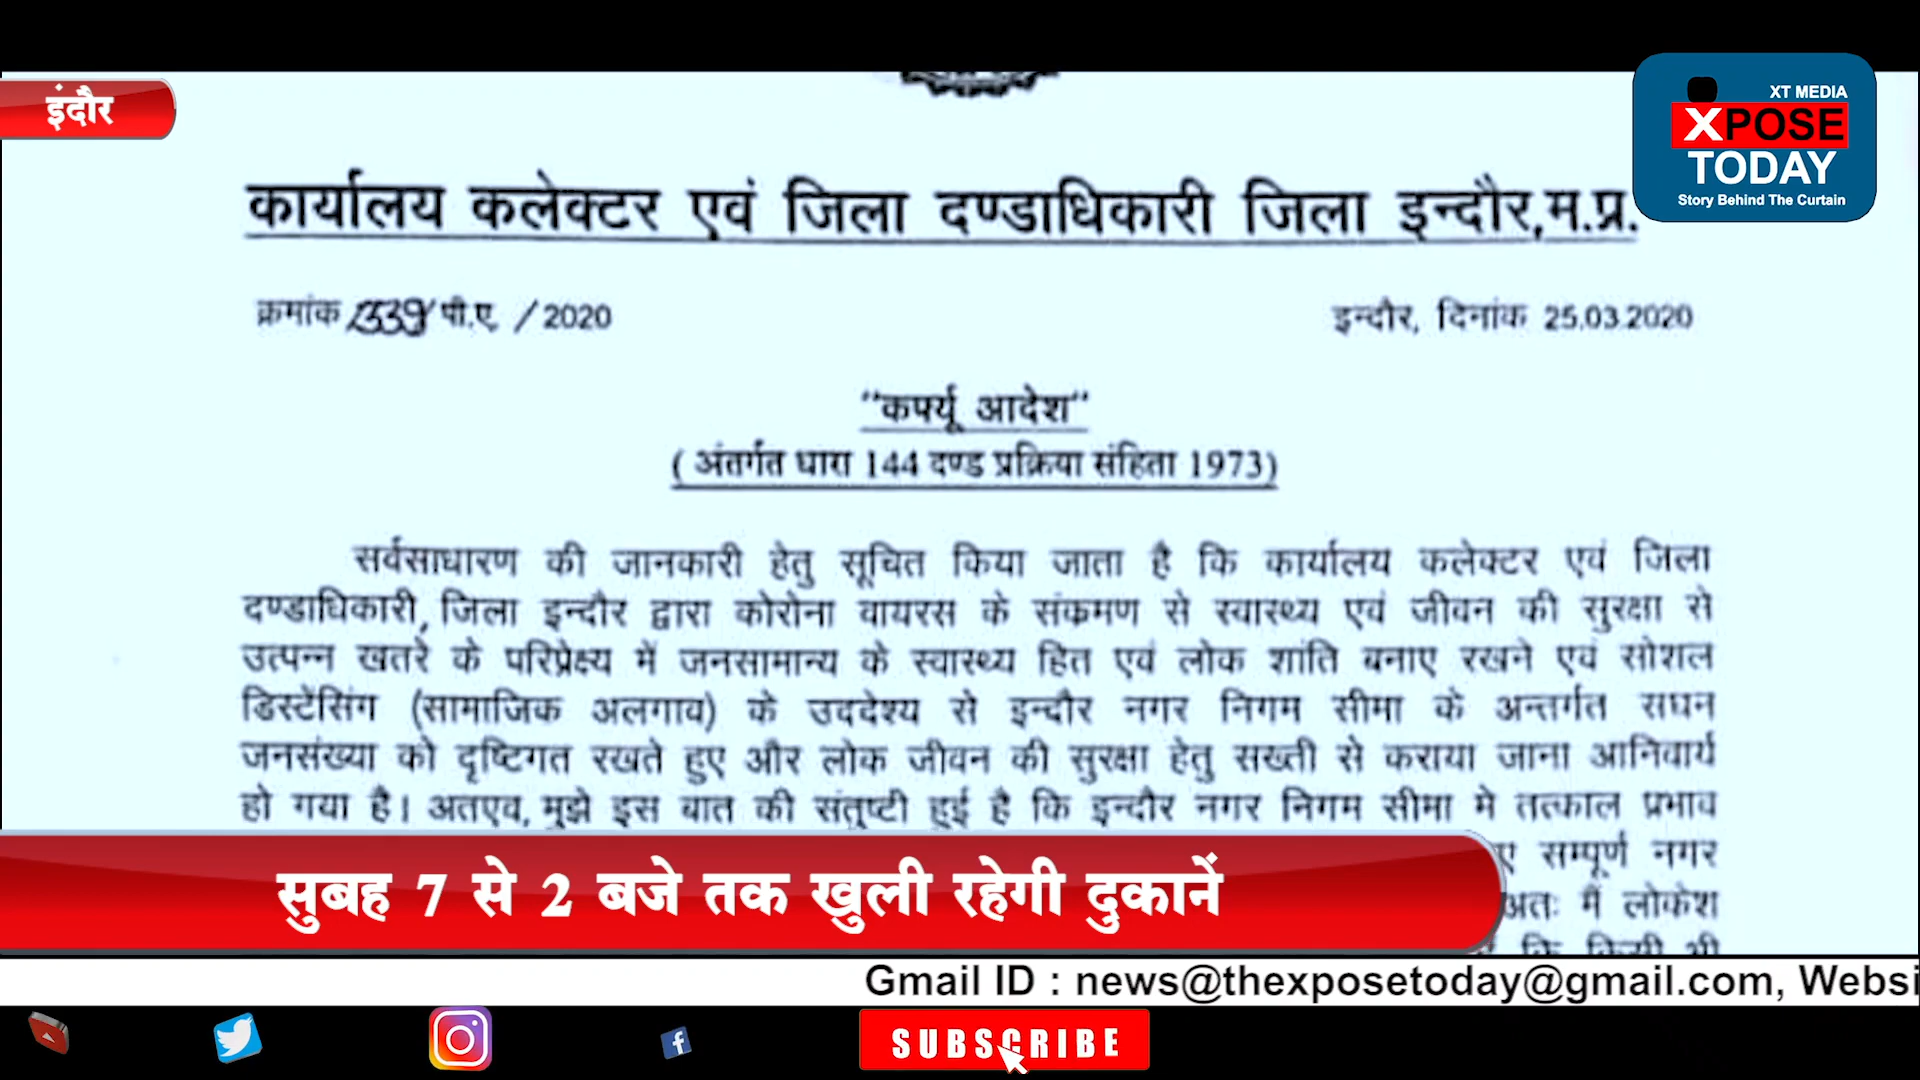 इंदौर
XT MEDIA
XPOSE
TODAY
Story Behind The Curtain
कार्यालय कलेक्टर एवं जिला दण्डाधिकारी जिला इन्दौर,म.प्र.
क्रमांक 339/पी.ए. /2020
इन्दौर, दिनांक 25.03.2020
"कर्फ्यू आदेश"
( अंतर्गत धारा 144 दण्ड प्रक्रिया संहिता 1973)
सर्वसाधारण की जानकारी हेतु सूचित किया जाता है कि कार्यालय कलेक्टर एवं जिला
दण्डाधिकारी, जिला इन्दौर द्वारा कोरोना वायरस के संक्रमण से स्वास्थ्य एवं जीवन की सुरक्षा से
उत्पन्न खतरे के परिप्रेक्ष्य में जनसामान्य के स्वास्थ्य हित एवं लोक शांति बनाए रखने एवं सोशल
डिस्टेंसिंग (सामाजिक अलगाव) के उददेश्य से इन्दौर नगर निगम सीमा के अन्तर्गत सघन
जनसंख्या को दृष्टिगत रखते हुए और लोक जीवन की सुरक्षा हेतु सख्ती से कराया जाना आनिवार्य
हो गया है। अतएव, मुझे इस बात की संतुष्टी हुई है कि इन्दौर नगर निगम सीमा मे तत्काल प्रभाव
सम्पूर्ण नगर
अतः मैं लोकेश
कि किसी भी
सुबह 7 से 2 बजे तक खुली रहेगी दुकानें
Gmail ID : news@thexposetoday@gmail.com, Websi
SUBSCRIBE